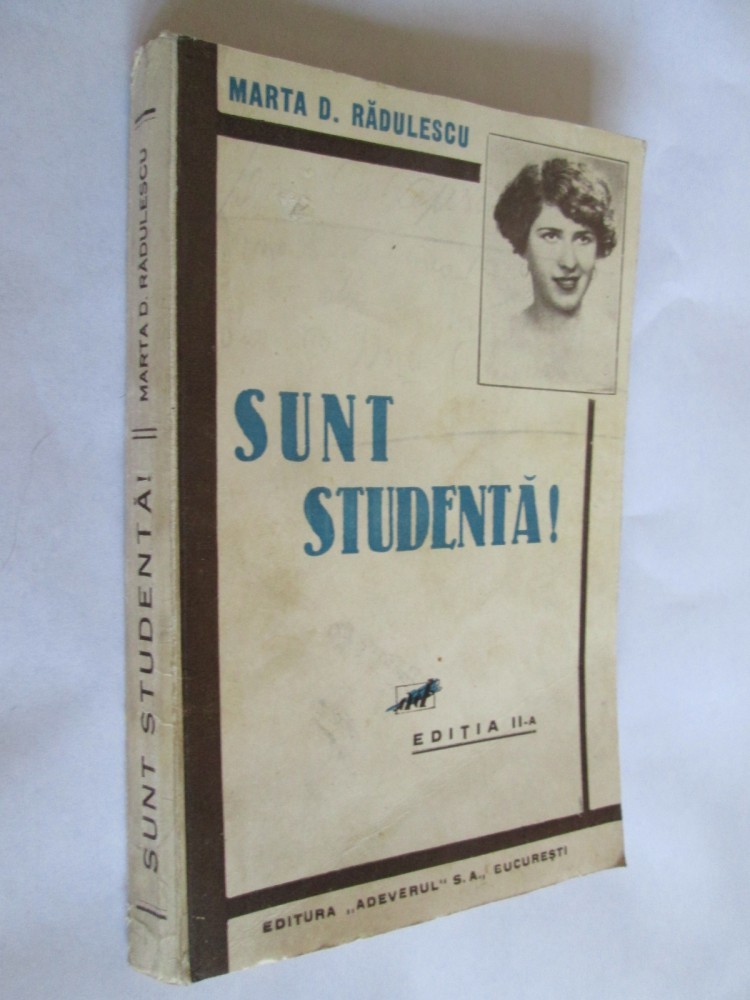 MARTA D. RĂDULESCU
SUNT
STUDENTĂ!
EDIȚIA II-A
EDITURA „ADEVERUL" S. A., BUCUREȘTI
SUNT STUDENTĂ! || MARTA D. RĂDULESCU